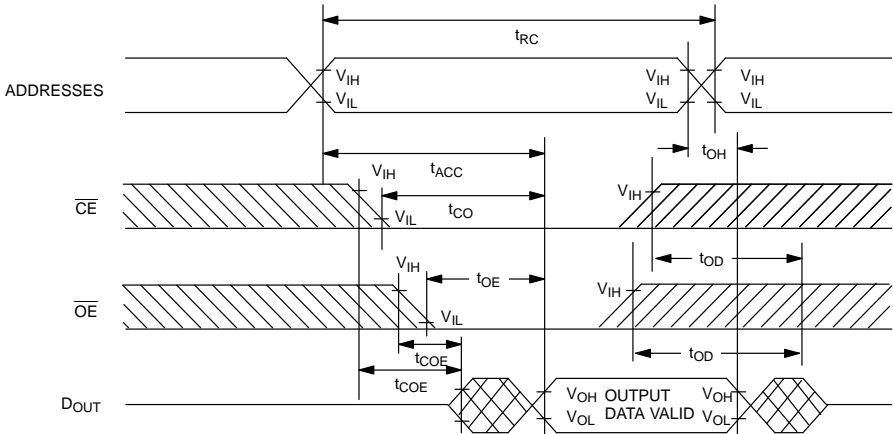 tRC
ADDRESSES
VIH
VIL
VIH
VIL
VIH
VIL
tOH
tACC
CE
VIH
VIL
tCO
VIH
tOD
OE
VIH
VIL
tOE
VIH
tOD
tCOE
tCOE
DOUT
VOH
VOL
OUTPUT
DATA VALID
VOH
VOL